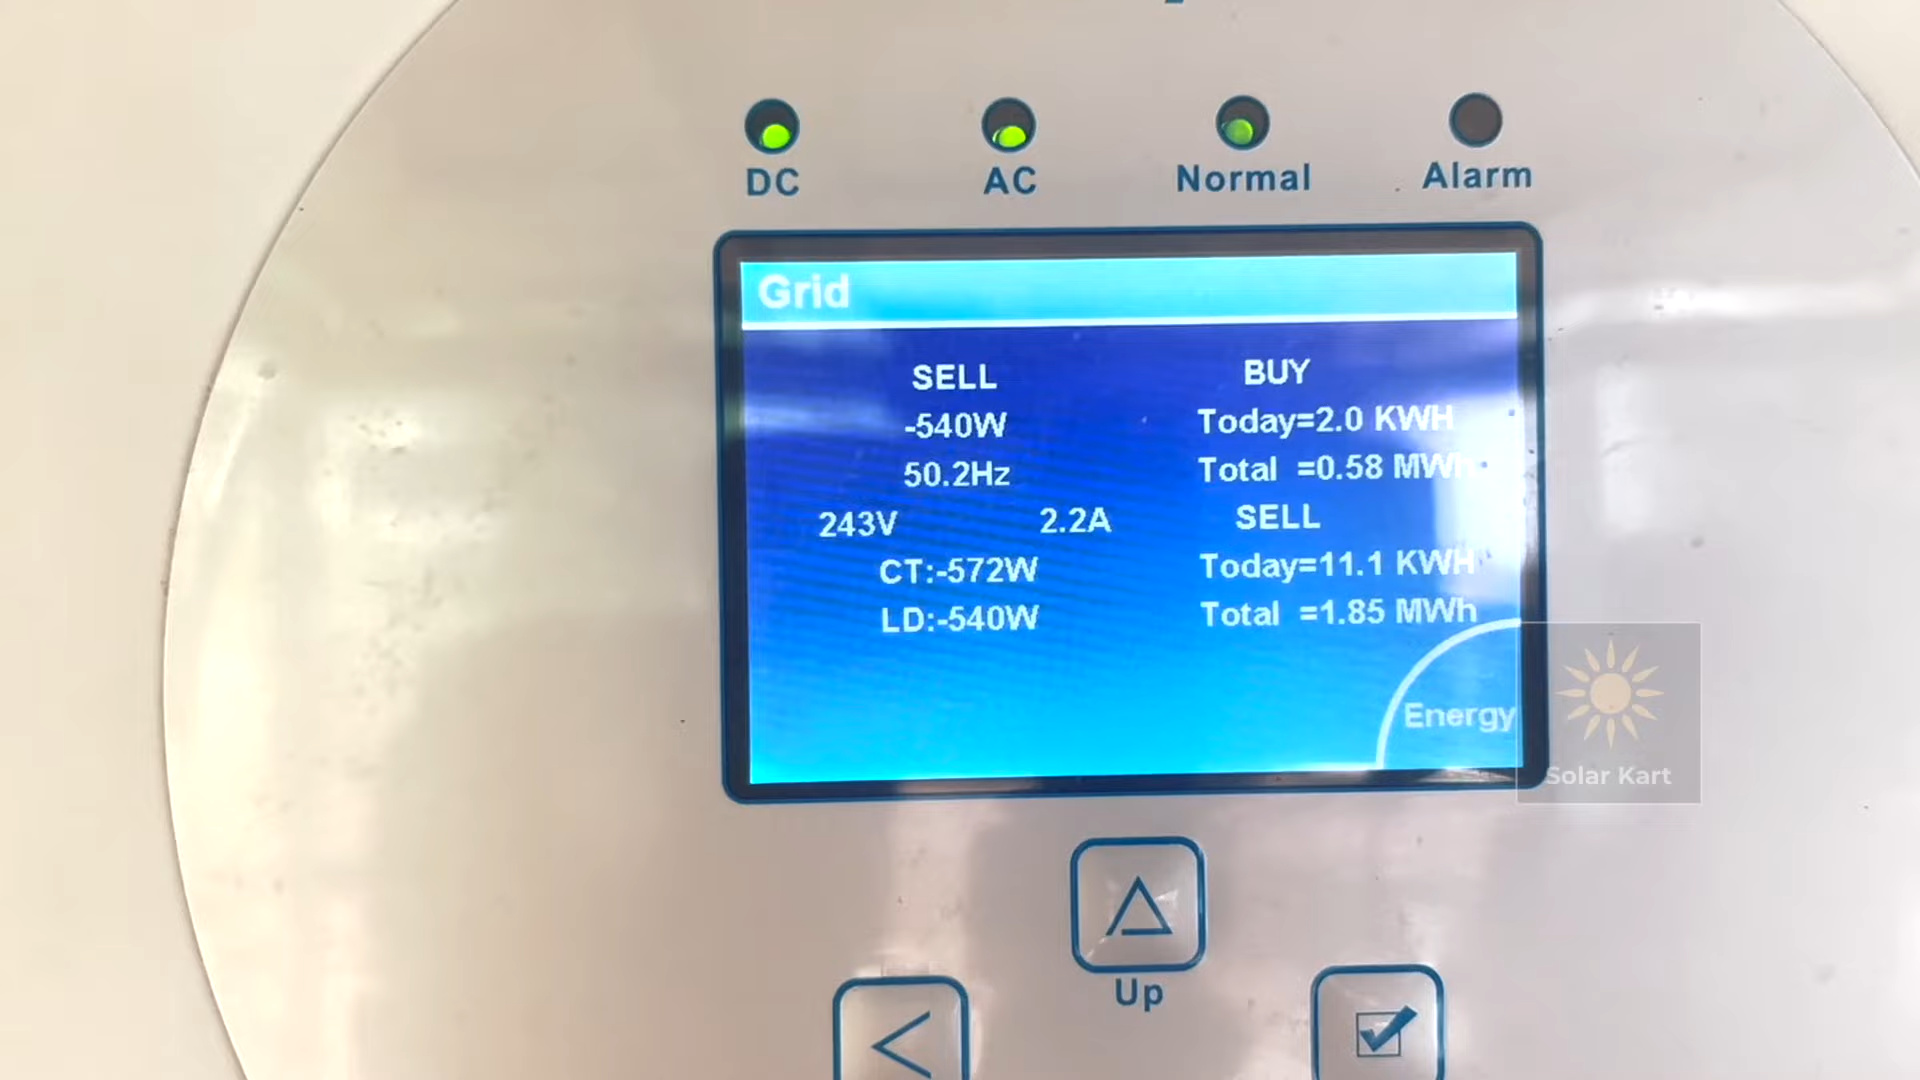 DC
AC
Normal
Alarm
Grid
SELL
-540W
50.2Hz
243V 2.2A
CT:-572W
LD:-540W
BUY
Today=2.0 KWH
Total =0.58 MWh
SELL
Today=11.1 KWH
Total =1.85 MWh
Energy
Solar Kart
Up